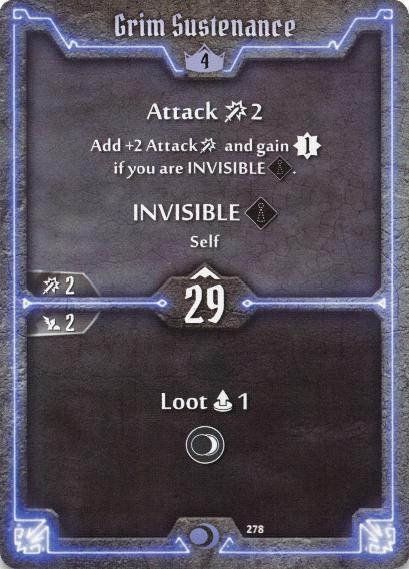 Grim Sustenance
4
Attack 2
Add +2 Attack and gain 1
if you are INVISIBLE .
INVISIBLE
Self
2
29
2
Loot 1
278